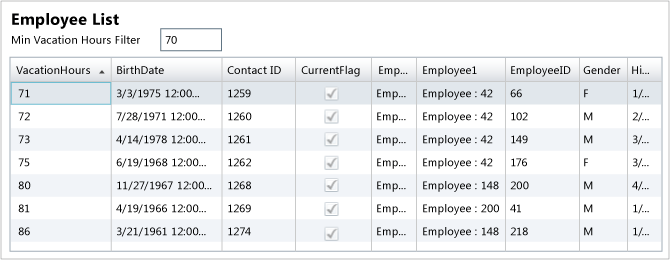 Employee List
Min Vacation Hours Filter 70
VacationHours BirthDate Contact ID CurrentFlag Emp... Employee1 EmployeeID Gender Hi...
71 3/3/1975 12:00... 1259 Emp... Employee : 42 66 F 1/...
72 7/28/1971 12:00... 1260 Emp... Employee : 42 102 M 2/...
73 4/14/1978 12:00... 1261 Emp... Employee : 42 149 M 3/...
75 6/19/1968 12:00... 1262 Emp... Employee : 42 176 F 3/...
80 11/27/1967 12:00... 1268 Emp... Employee : 148 200 M 4/...
81 4/19/1966 12:00... 1269 Emp... Employee : 200 41 M 1/...
86 3/21/1961 12:00... 1274 Emp... Employee : 148 218 M 1/...